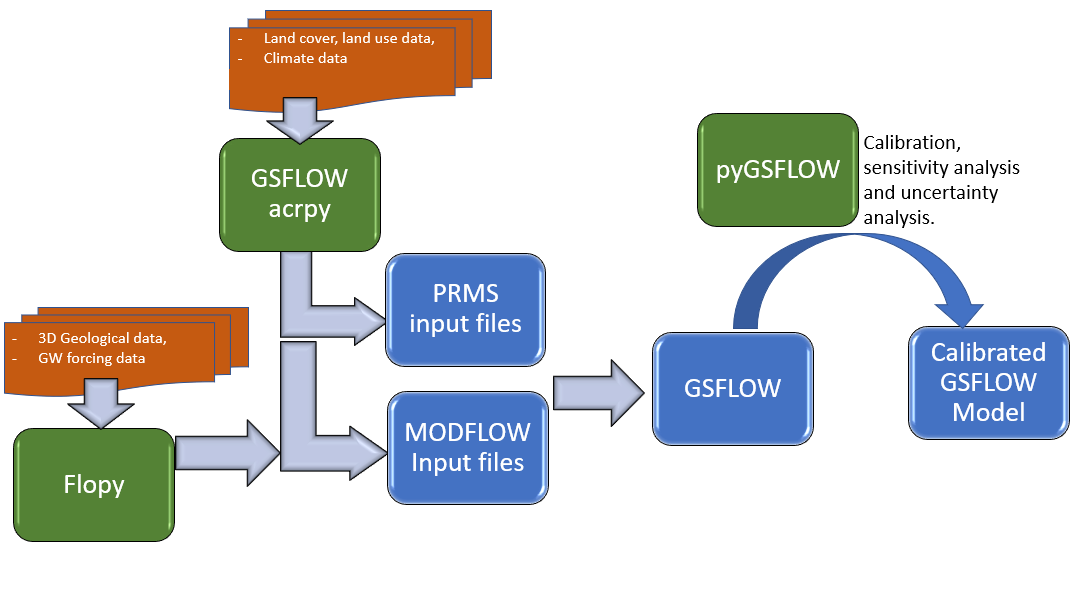 - Land cover, land use data,
- Climate data
GSFLOW
acrpy
pyGSFLOW
Calibration,
sensitivity analysis
and uncertainty
analysis.
PRMS
input files
- 3D Geological data,
- GW forcing data
GSFLOW
Calibrated
GSFLOW
Model
MODFLOW
Input files
Flopy